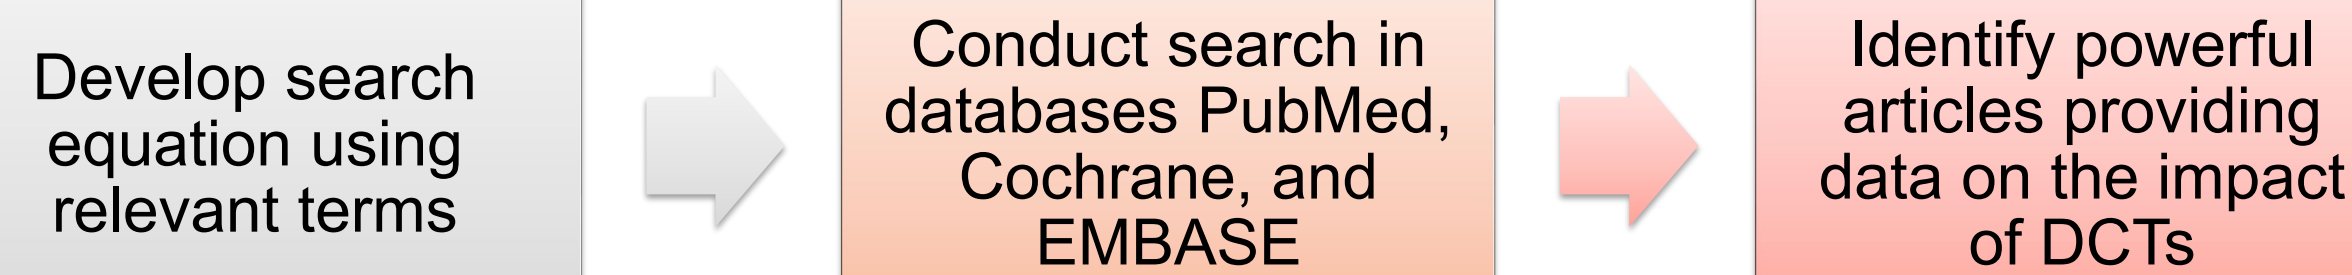 Develop search
equation using
relevant terms
Conduct search in
databases PubMed,
Cochrane, and
EMBASE
Identify powerful
articles providing
data on the impact
of DCTs